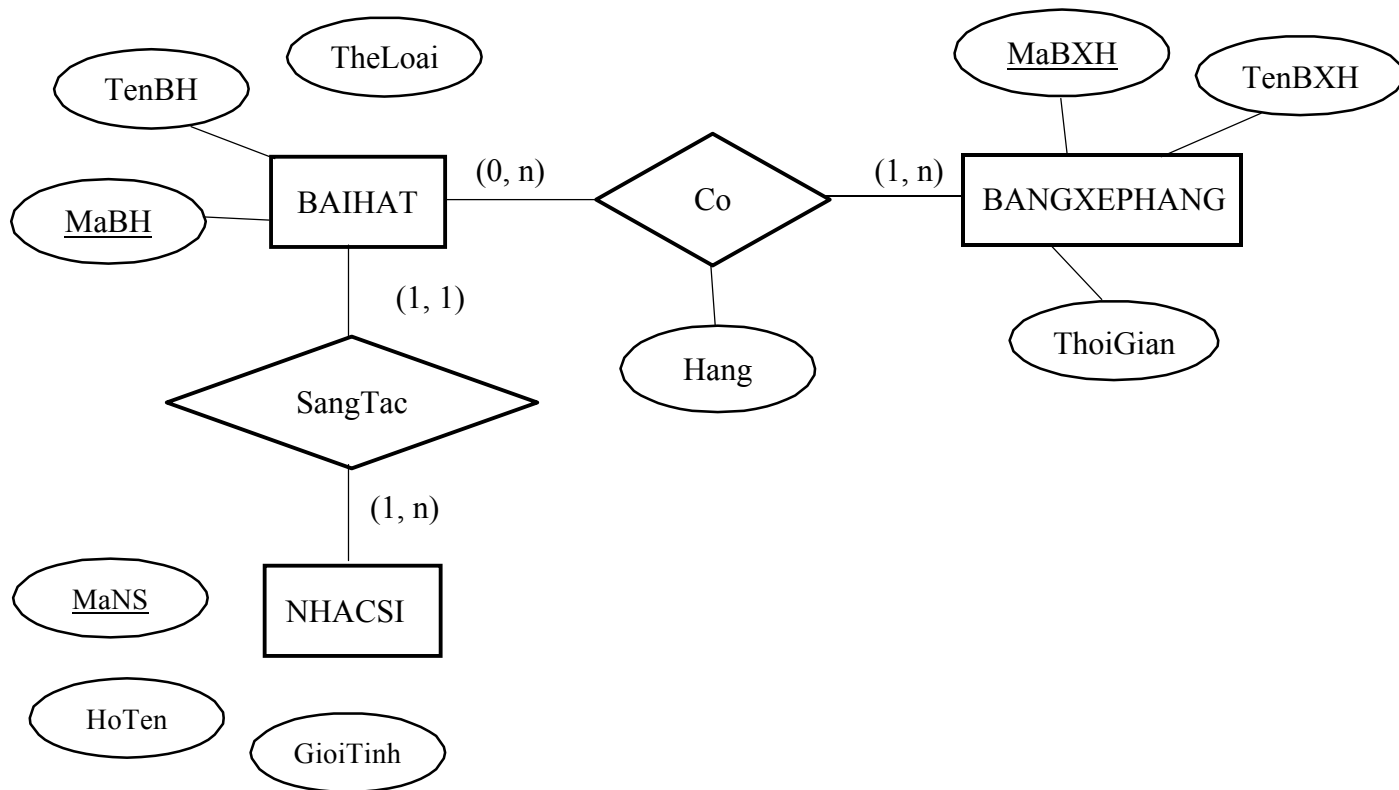 TheLoai
MaBXH
TenBH
TenBXH
(0, n)
(1, n)
BAIHAT
Co
BANGXEPHANG
MaBH
(1, 1)
ThoiGian
Hang
SangTac
(1, n)
MaNS
NHACSI
HoTen
GioiTinh